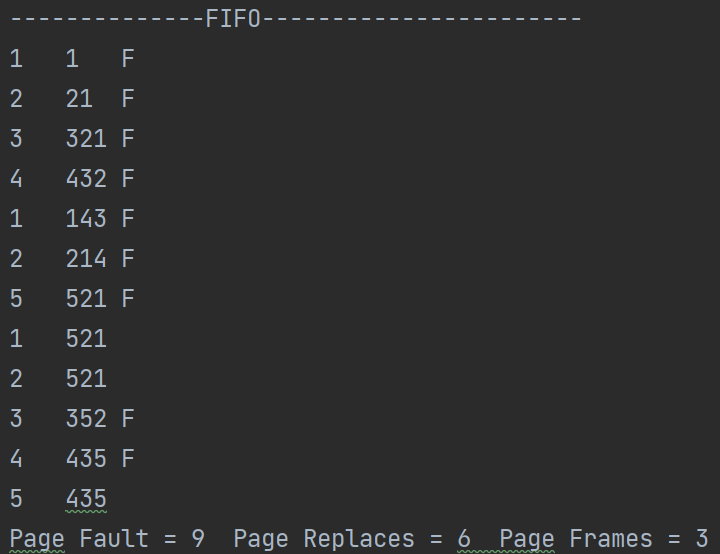 --------------FIFO-----------------------
1   1   F
2   21  F
3   321 F
4   432 F
1   143 F
2   214 F
5   521 F
1   521
2   521
3   352 F
4   435 F
5   435
Page Fault = 9  Page Replaces = 6  Page Frames = 3